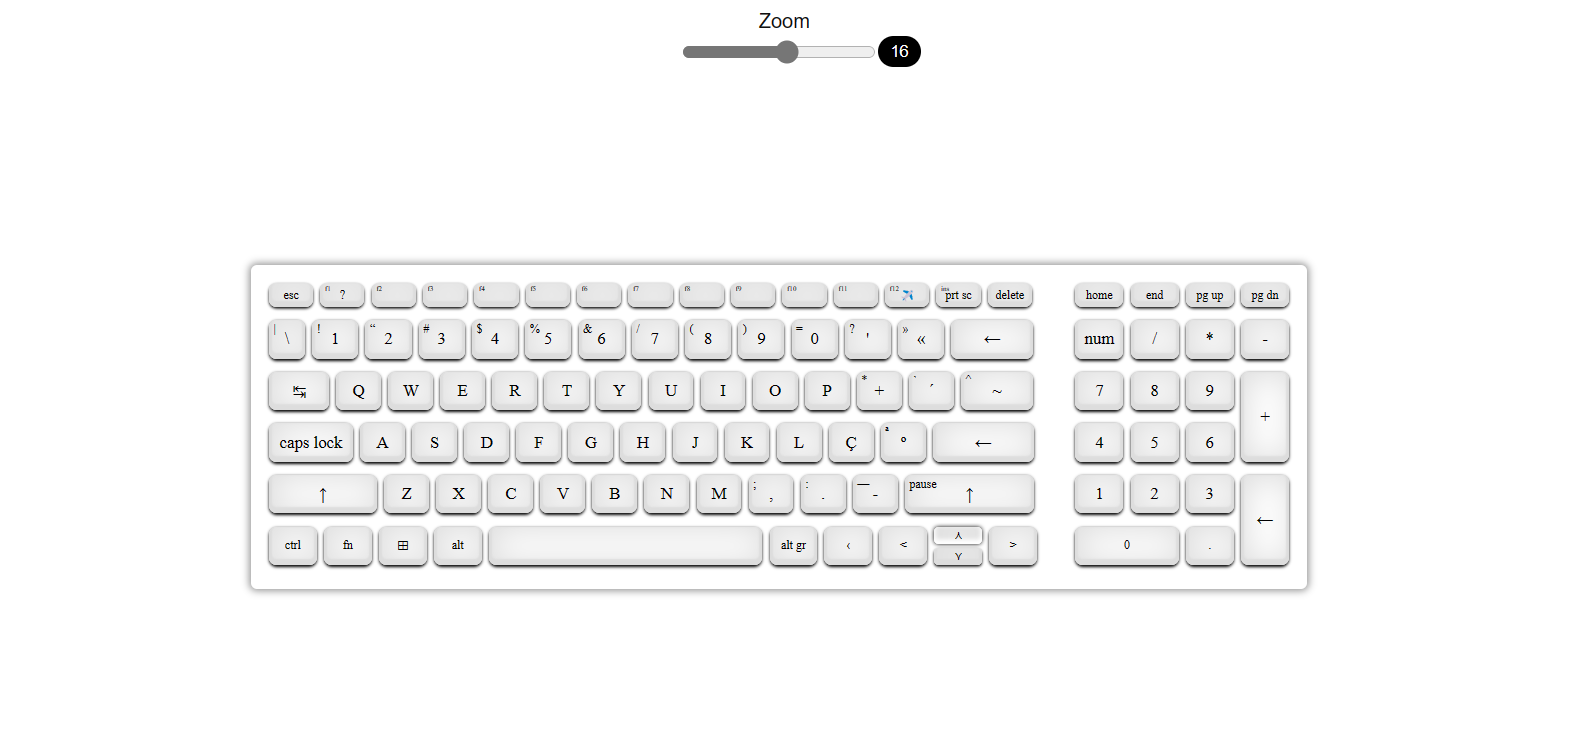 Zoom
16
esc f1 ? f2 f3 f4 f5 f6 f7 f8 f9 f10 f11 f12 ✈ ins prt sc delete home end pg up pg dn
| \ ! 1 “ 2 # 3 $ 4 % 5 & 6 / 7 ( 8 ) 9 = 0 ? ' » « ← num / * -
↹ Q W E R T Y U I O P * + ` ´ ^ ~ 7 8 9 +
caps lock A S D F G H J K L Ç ª º ← 4 5 6
↑ Z X C V B N M ; , : . — - pause ↑ 1 2 3 ←
ctrl fn ⊞ alt alt gr ‹ < ⋏ ⋎ > 0 .